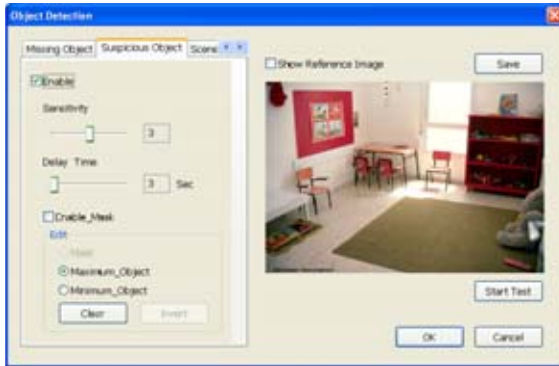 Object Detection
Missing Object
Suspicious Object
Scene
Enable
Sensitivity
3
Delay Time
3 Sec
Enable_Mask
Edit
Mask
Maximum_Object
Minimum_Object
Clear
Invert
Show Reference Image
Save
Start Test
OK
Cancel